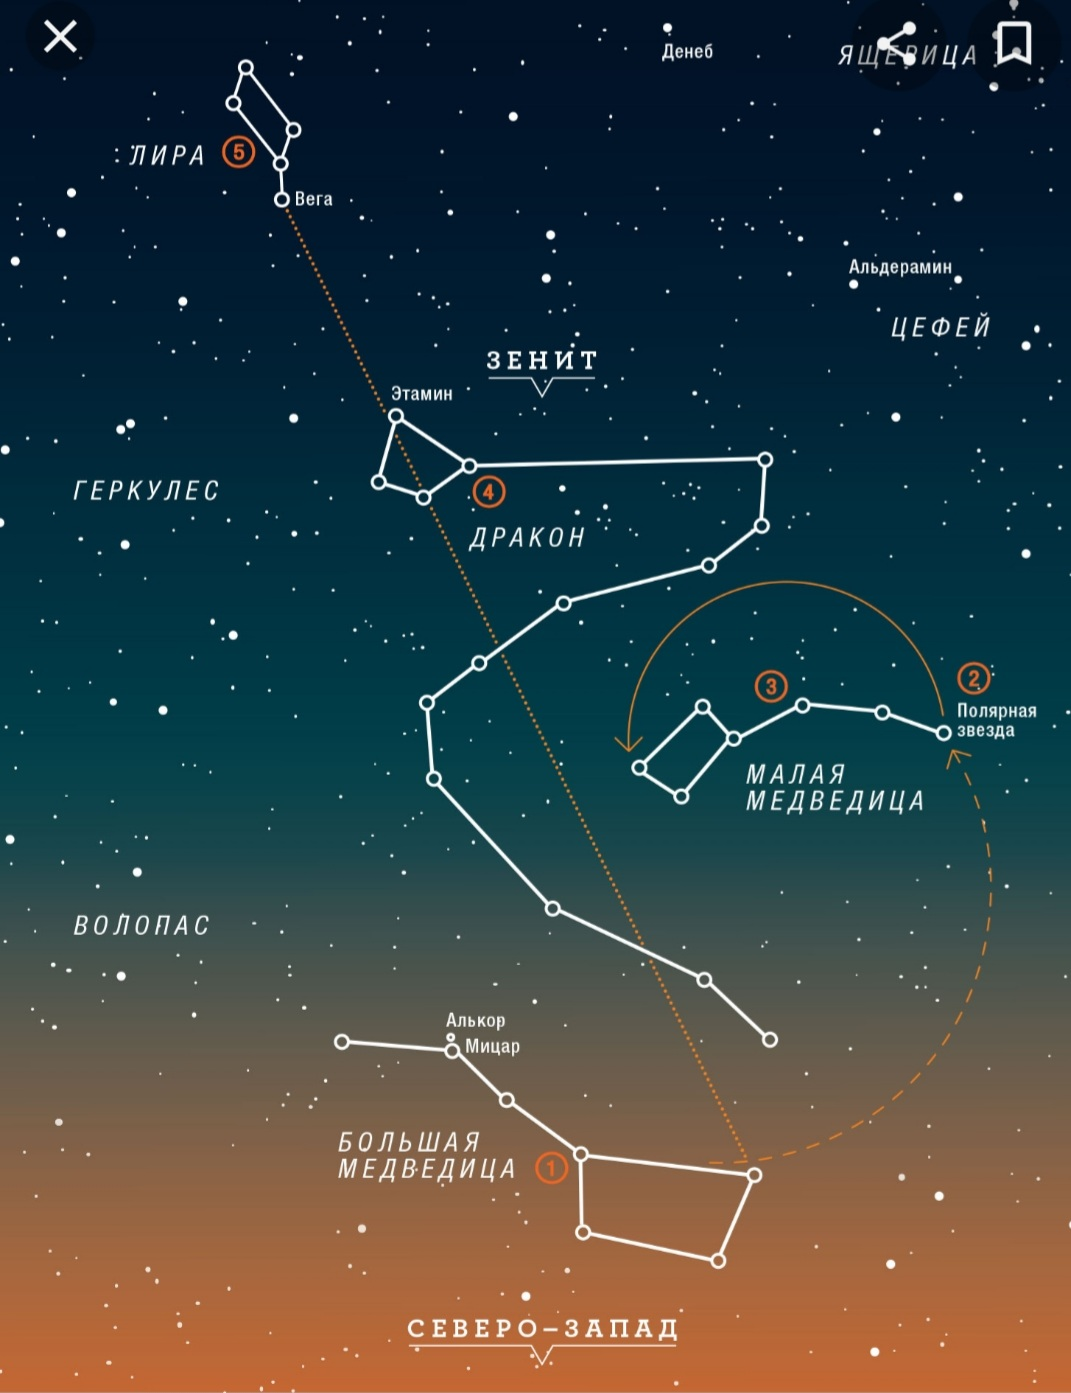 Денеб
ЯЩЕРИЦА
ЛИРА
5
Вега
Альдерамин
ЦЕФЕЙ
ЗЕНИТ
Этамин
ГЕРКУЛЕС
4
ДРАКОН
3
2
Полярная
звезда
МАЛАЯ
МЕДВЕДИЦА
ВОЛОПАС
Алькор
Мицар
БОЛЬШАЯ
МЕДВЕДИЦА
1
СЕВЕРО–ЗАПАД